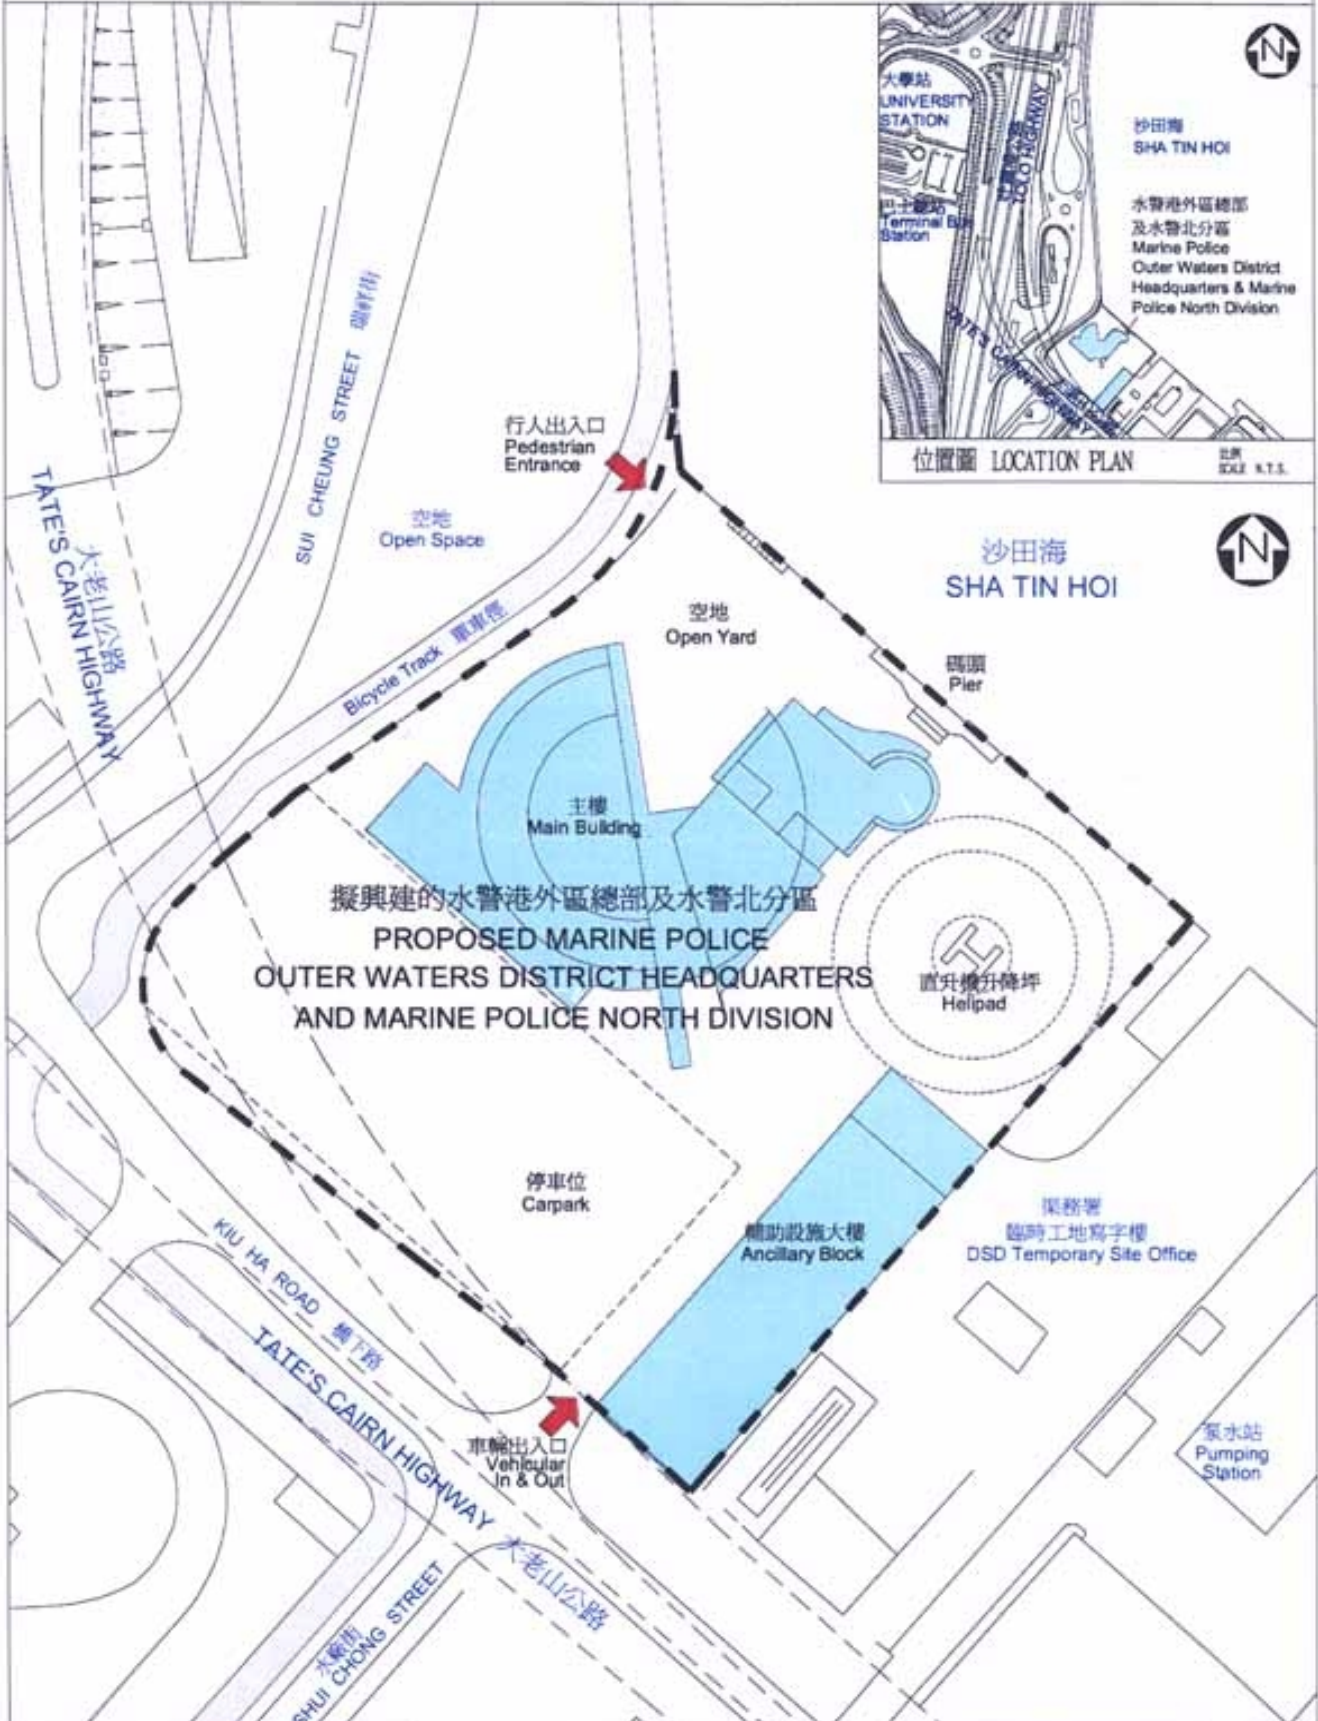 大學站
UNIVERSITY
STATION
TOLO HIGHWAY
沙田海
SHA TIN HOI
巴士總站
Terminal Bus
Station
水警港外區總部
及水警北分區
Marine Police
Outer Waters District
Headquarters & Marine
Police North Division
TATE'S CAIRN HIGHWAY
位置圖 LOCATION PLAN
比例
SCALE N.T.S.
N
N
SUI CHEUNG STREET 瑞祥街
行人出入口
Pedestrian
Entrance
空地
Open Space
大老山公路
TATE'S CAIRN HIGHWAY
沙田海
SHA TIN HOI
空地
Open Yard
Bicycle Track 單車徑
碼頭
Pier
主樓
Main Building
擬興建的水警港外區總部及水警北分區
PROPOSED MARINE POLICE
OUTER WATERS DISTRICT HEADQUARTERS
AND MARINE POLICE NORTH DIVISION
H
直升機升降坪
Helipad
停車位
Carpark
輔助設施大樓
Ancillary Block
渠務署
臨時工地寫字樓
DSD Temporary Site Office
KIU HA ROAD 橋下路
TATE'S CAIRN HIGHWAY 大老山公路
車輛出入口
Vehicular
In & Out
泵水站
Pumping
Station
水廠街
SHUI CHONG STREET